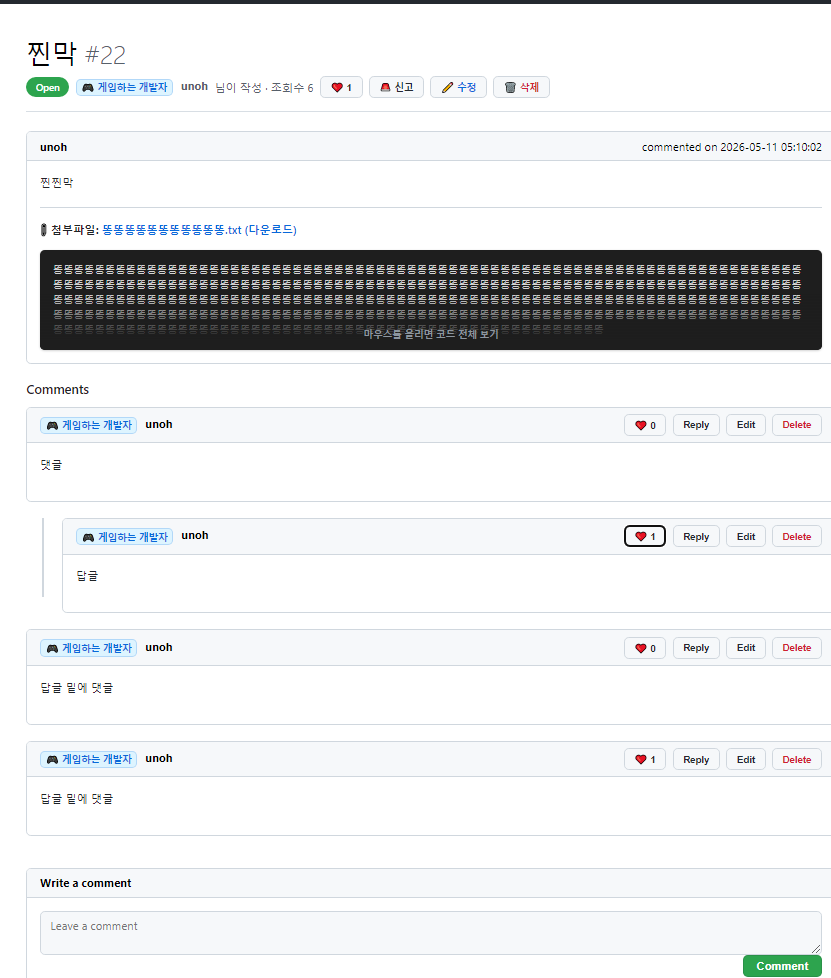 찐막 #22
Open 게임하는 개발자 unoh 님이 작성 · 조회수 6 1 신고 수정 삭제
unoh commented on 2026-05-11 05:10:02
찐찐막
첨부파일: 똥똥똥똥똥똥똥똥똥똥똥.txt (다운로드)
마우스를 올리면 코드 전체 보기
Comments
게임하는 개발자 unoh 0 Reply Edit Delete
댓글
게임하는 개발자 unoh 1 Reply Edit Delete
답글
게임하는 개발자 unoh 0 Reply Edit Delete
답글 밑에 댓글
게임하는 개발자 unoh 1 Reply Edit Delete
답글 밑에 댓글
Write a comment
Leave a comment
Comment